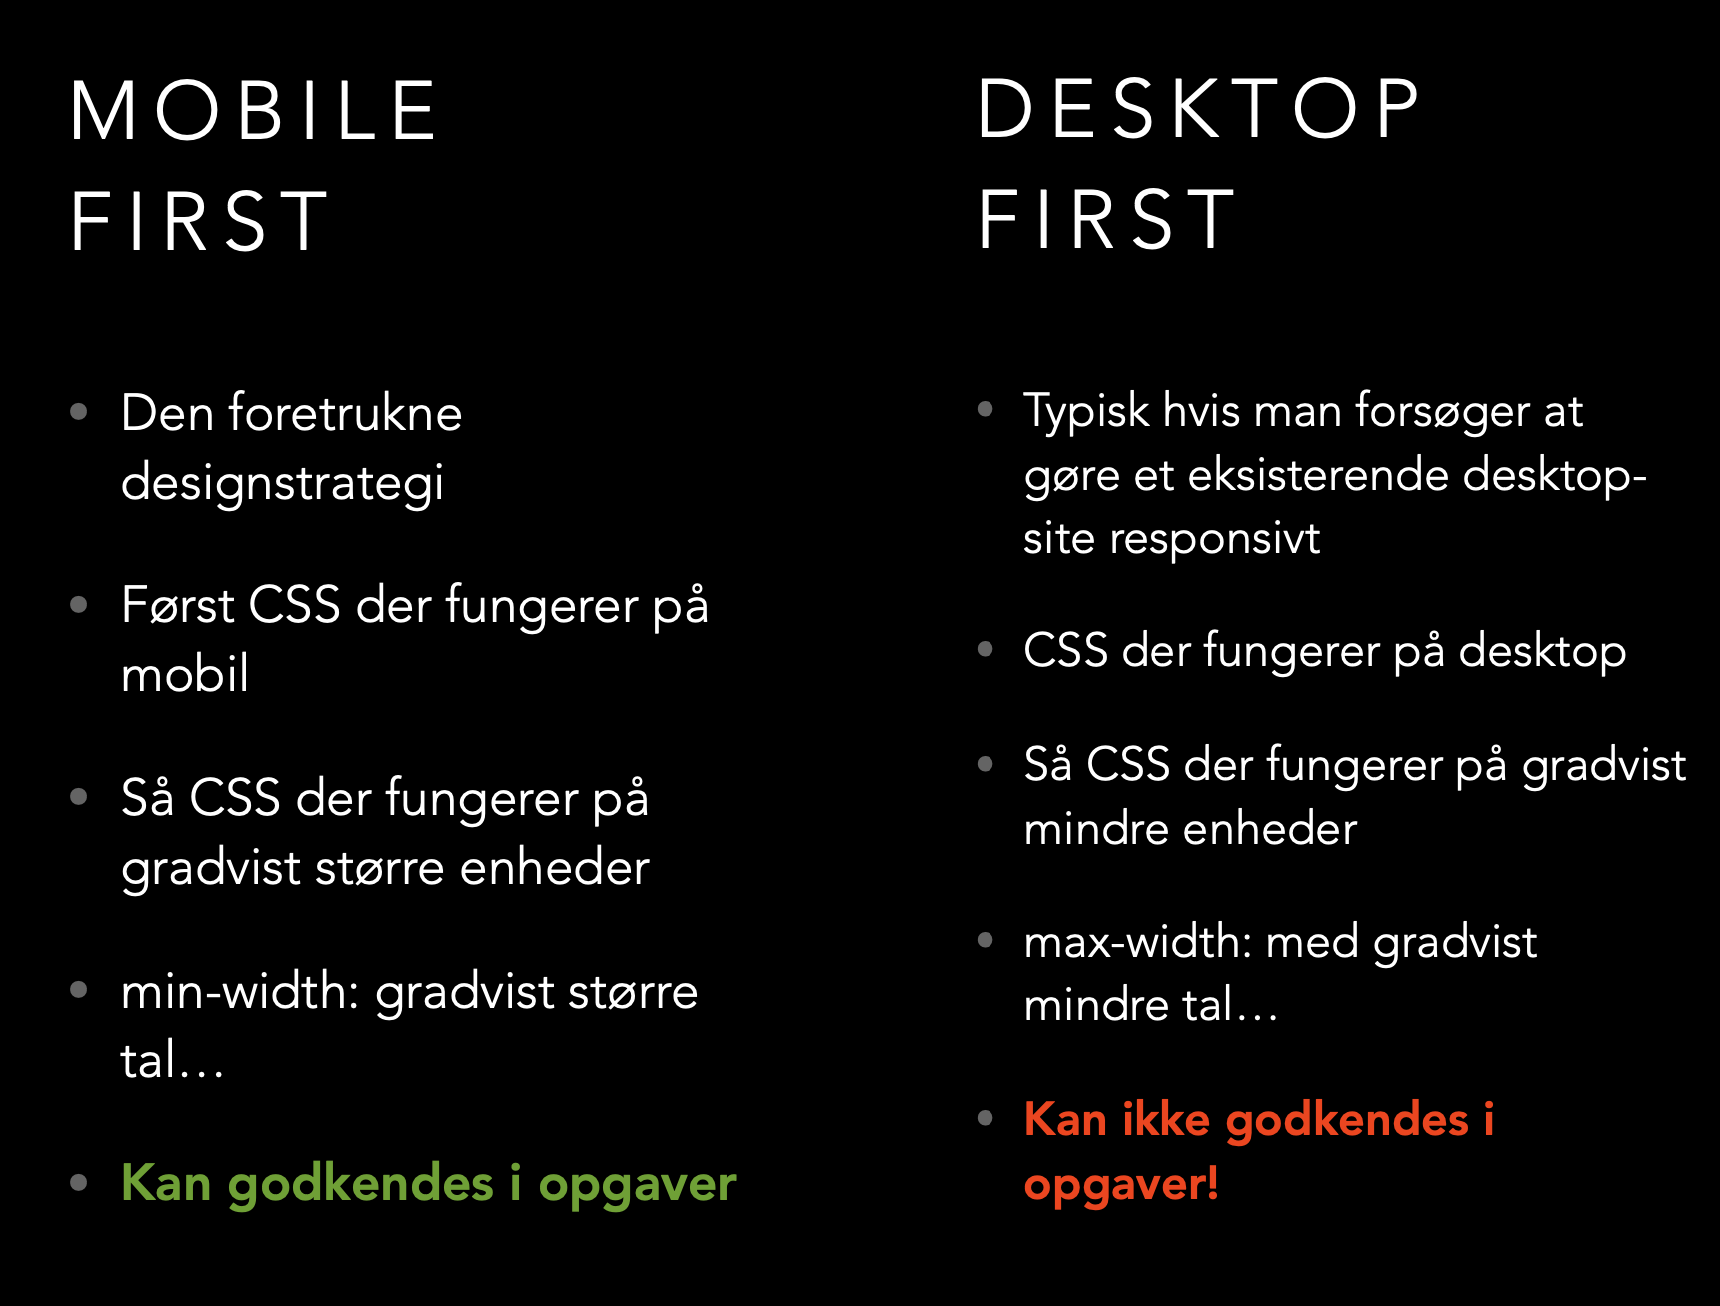 MOBILE
FIRST
• Den foretrukne
designstrategi
• Først CSS der fungerer på
mobil
• Så CSS der fungerer på
gradvist større enheder
• min-width: gradvist større
tal…
• Kan godkendes i opgaver
DESKTOP
FIRST
• Typisk hvis man forsøger at
gøre et eksisterende desktop-
site responsivt
• CSS der fungerer på desktop
• Så CSS der fungerer på gradvist
mindre enheder
• max-width: med gradvist
mindre tal…
• Kan ikke godkendes i
opgaver!